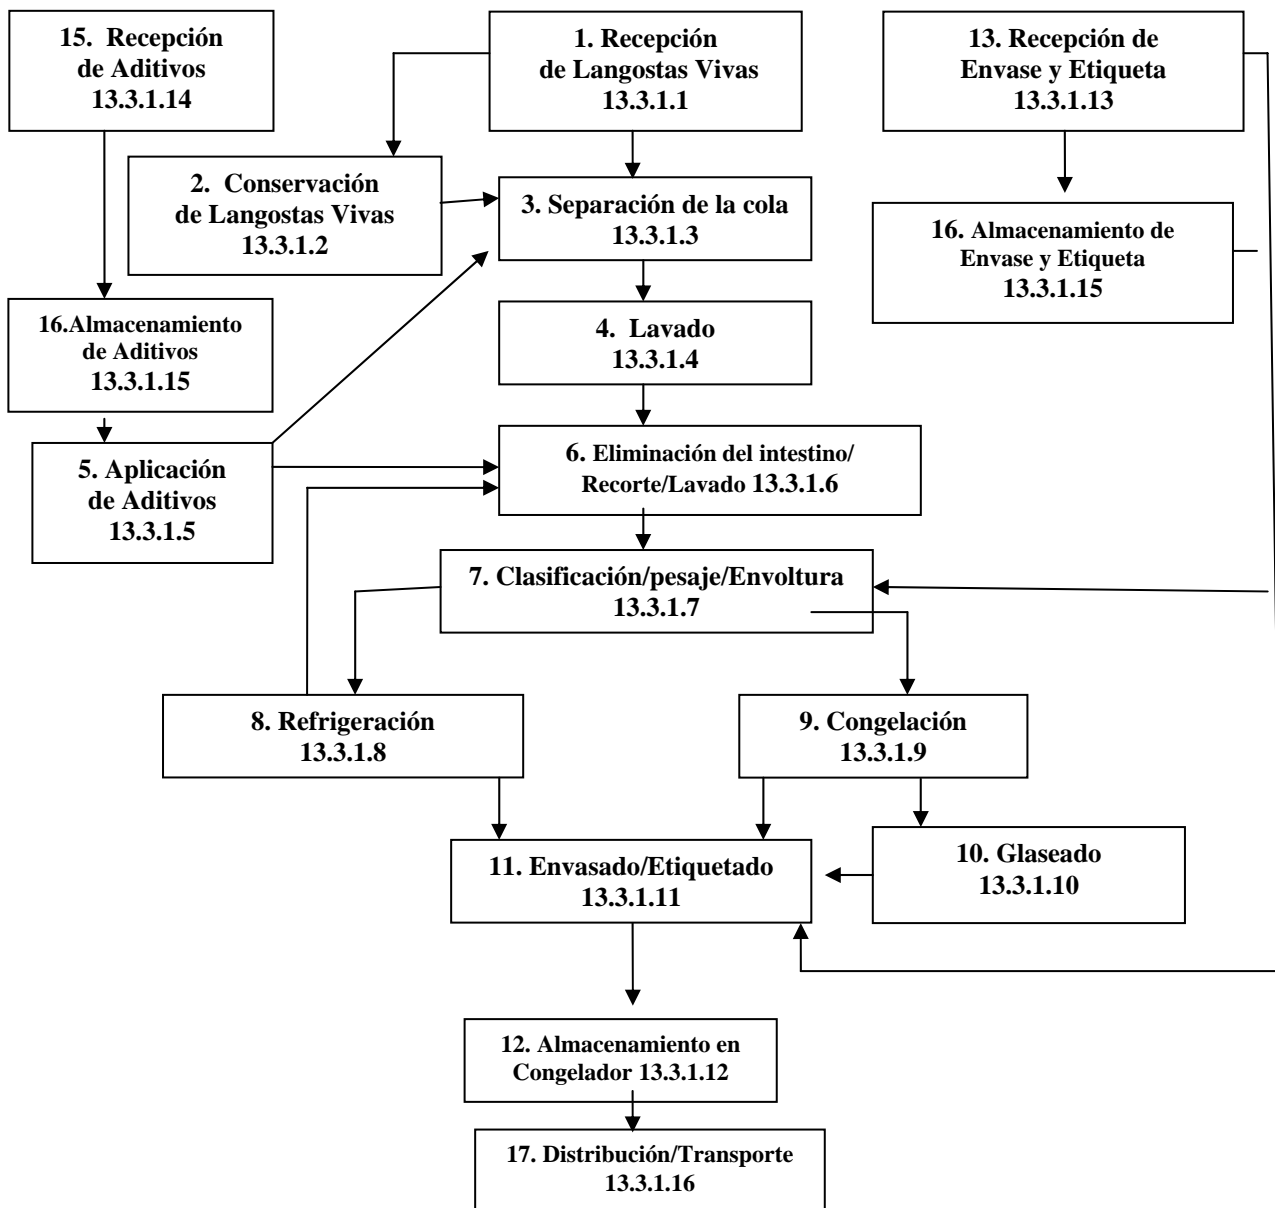 15. Recepción
de Aditivos
13.3.1.14
1. Recepción
de Langostas Vivas
13.3.1.1
13. Recepción de
Envase y Etiqueta
13.3.1.13
2. Conservación
de Langostas Vivas
13.3.1.2
3. Separación de la cola
13.3.1.3
16. Almacenamiento de
Envase y Etiqueta
13.3.1.15
16.Almacenamiento
de Aditivos
13.3.1.15
4. Lavado
13.3.1.4
5. Aplicación
de Aditivos
13.3.1.5
6. Eliminación del intestino/
Recorte/Lavado 13.3.1.6
7. Clasificación/pesaje/Envoltura
13.3.1.7
8. Refrigeración
13.3.1.8
9. Congelación
13.3.1.9
11. Envasado/Etiquetado
13.3.1.11
10. Glaseado
13.3.1.10
12. Almacenamiento en
Congelador 13.3.1.12
17. Distribución/Transporte
13.3.1.16